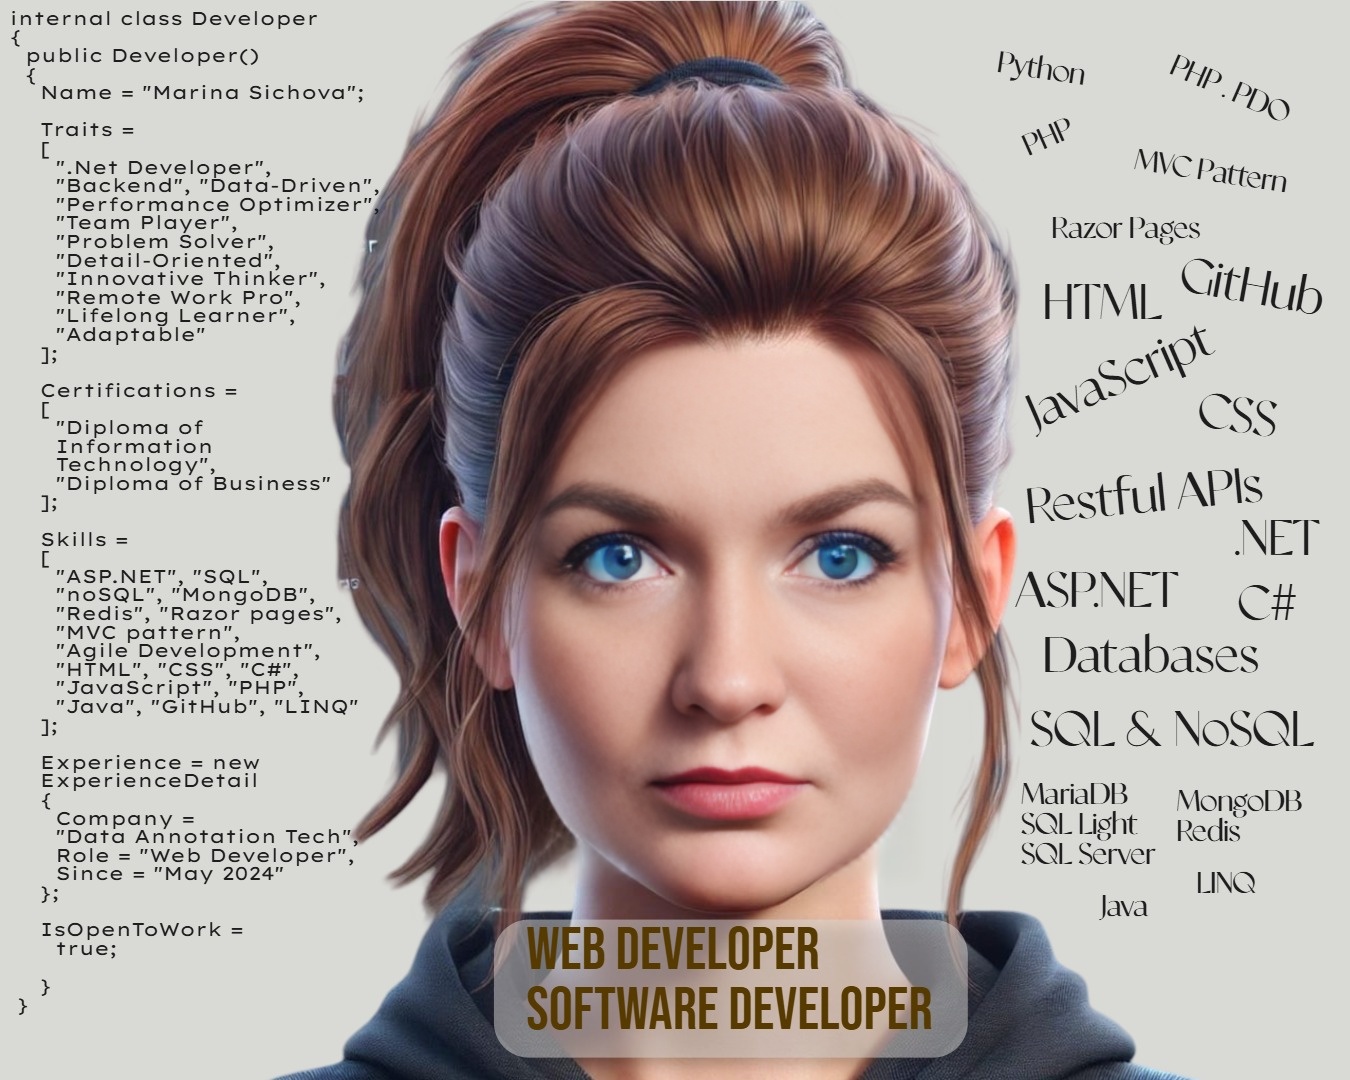 internal class Developer
{
public Developer()
{
Name = "Marina Sichova";
Traits =
[
".Net Developer",
"Backend", "Data-Driven",
"Performance Optimizer",
"Team Player",
"Problem Solver",
"Detail-Oriented",
"Innovative Thinker",
"Remote Work Pro",
"Lifelong Learner",
"Adaptable"
];
Certifications =
[
"Diploma of
Information
Technology",
"Diploma of Business"
];
Skills =
[
"ASP.NET", "SQL",
"noSQL", "MongoDB",
"Redis", "Razor pages",
"MVC pattern",
"Agile Development",
"HTML", "CSS", "C#",
"JavaScript", "PHP",
"Java", "GitHub", "LINQ"
];
Experience = new
ExperienceDetail
{
Company =
"Data Annotation Tech",
Role = "Web Developer",
Since = "May 2024"
};
IsOpenToWork =
true;
}
}
Python
PHP . PDO
PHP
MVC Pattern
Razor Pages
GitHub
HTML
JavaScript
CSS
Restful APIs
.NET
ASP.NET
C#
Databases
SQL & NoSQL
MariaDB
SQL Light
SQL Server
MongoDB
Redis
LINQ
Java
WEB DEVELOPER
SOFTWARE DEVELOPER